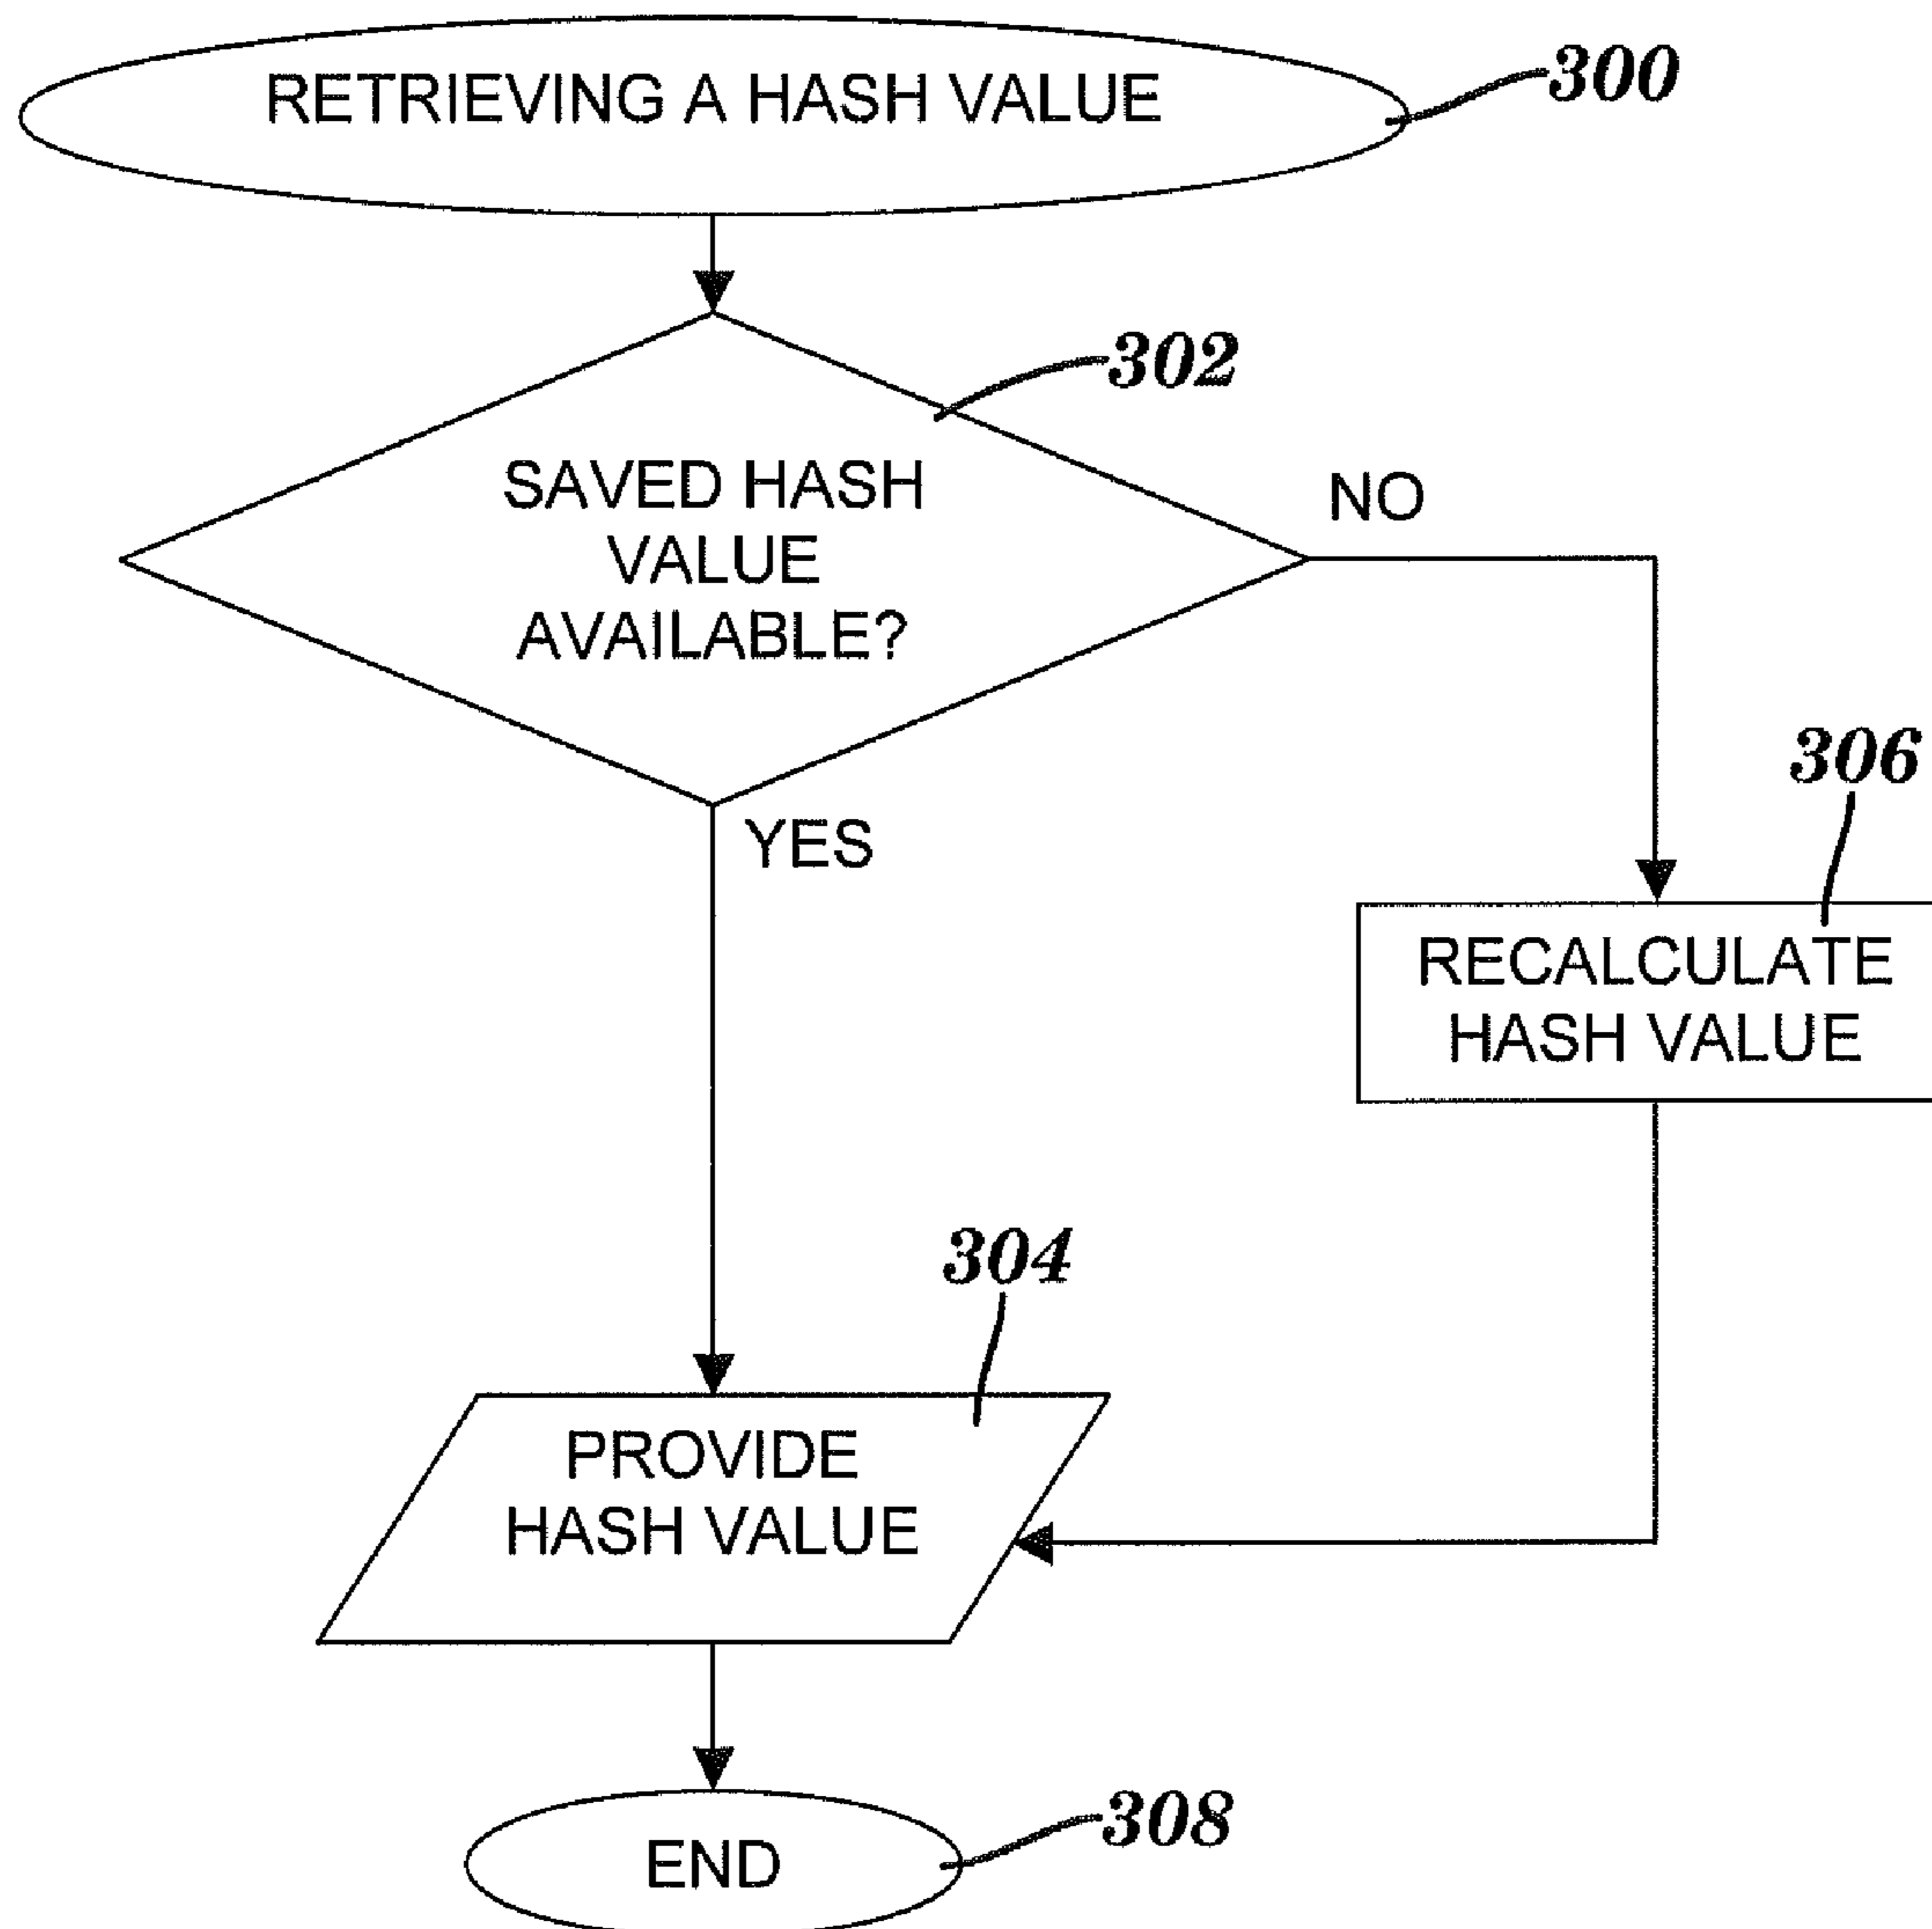 RETRIEVING A HASH VALUE
300
302
SAVED HASH
VALUE
AVAILABLE?
NO
YES
306
RECALCULATE
HASH VALUE
304
PROVIDE
HASH VALUE
END
308